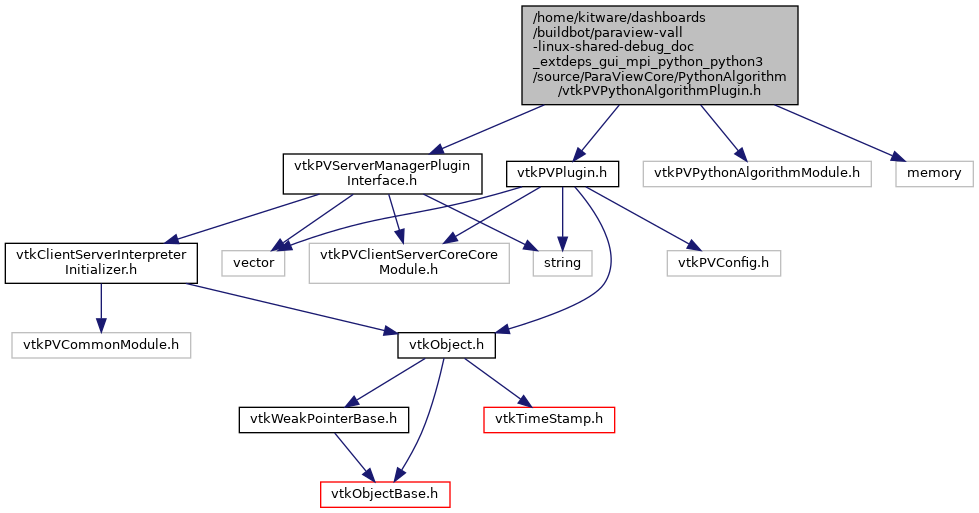 /home/kitware/dashboards
/buildbot/paraview-vall
-linux-shared-debug_doc
_extdeps_gui_mpi_python_python3
/source/ParaViewCore/PythonAlgorithm
/vtkPVPythonAlgorithmPlugin.h
vtkPVServerManagerPlugin
Interface.h
vtkPVPlugin.h
vtkPVPythonAlgorithmModule.h
memory
vtkClientServerInterpreter
Initializer.h
vector
vtkPVClientServerCoreCore
Module.h
string
vtkPVConfig.h
vtkPVCommonModule.h
vtkObject.h
vtkWeakPointerBase.h
vtkTimeStamp.h
vtkObjectBase.h